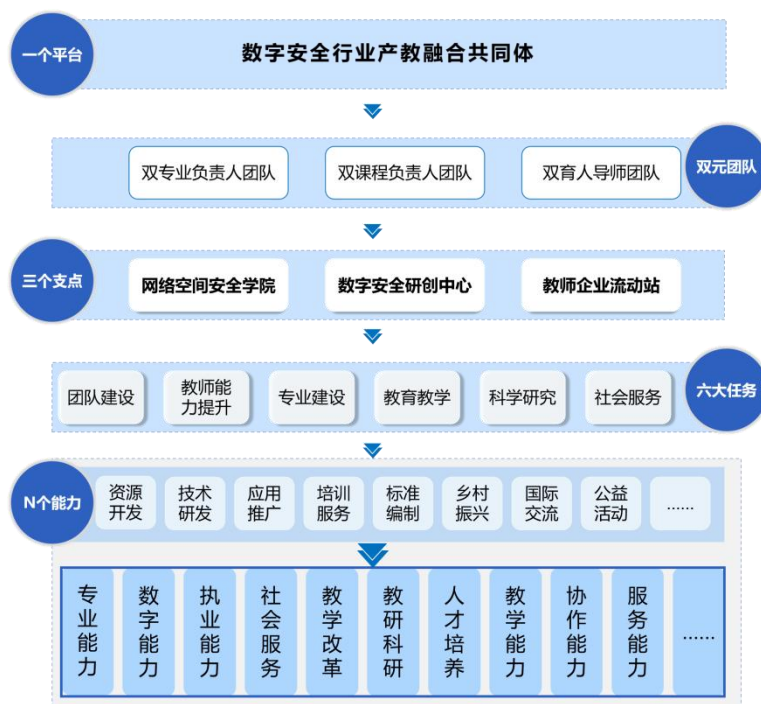 一个平台
数字安全行业产教融合共同体
双专业负责人团队
双课程负责人团队
双育人导师团队
双元团队
三个支点
网络空间安全学院
数字安全研创中心
教师企业流动站
团队建设
教师能
力提升
专业建设
教育教学
科学研究
社会服务
六大任务
N个能力
资源
开发
技术
研发
应用
推广
培训
服务
标准
编制
乡村
振兴
国际
交流
公益
活动
......
专业能力
数字能力
执业能力
社会服务
教学改革
教研科研
人才培养
教学能力
协作能力
服务能力
......